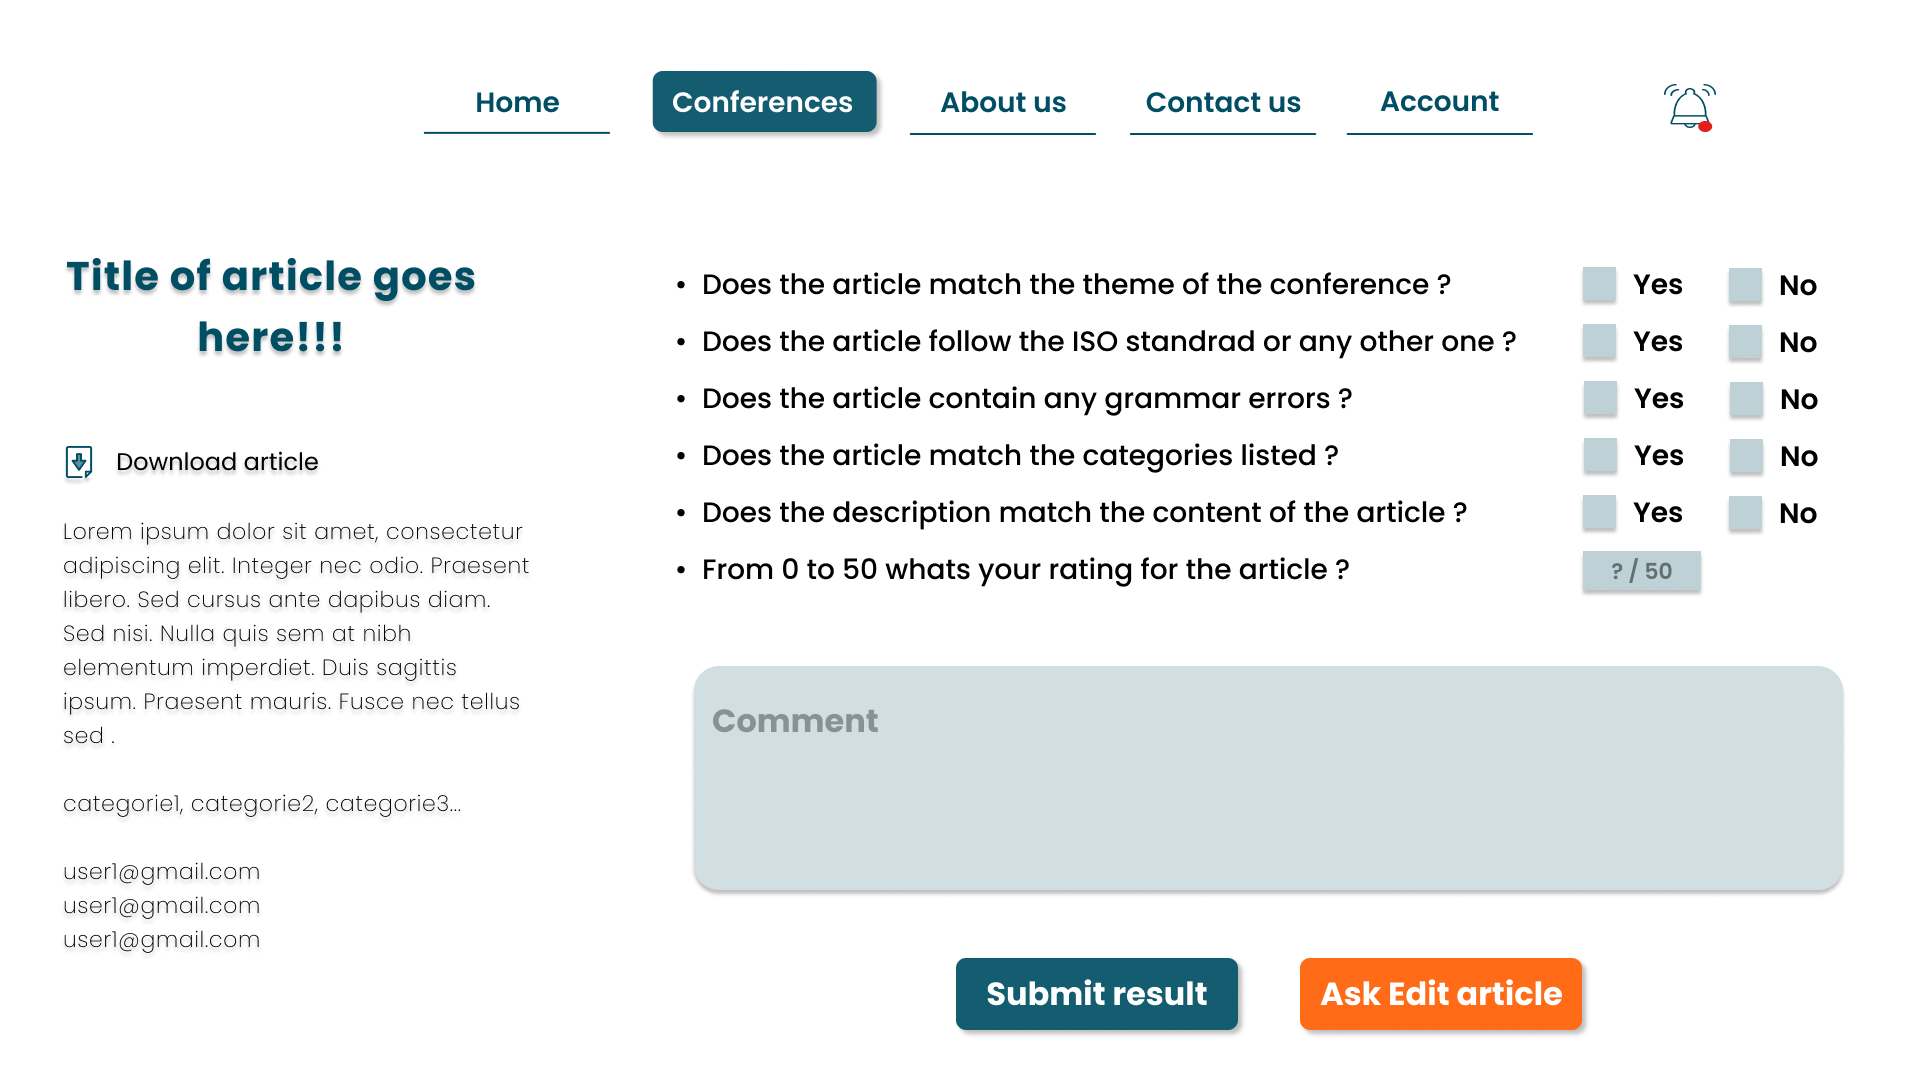 Home
Conferences
About us
Contact us
Account
Title of article goes
here!!!
Download article
Lorem ipsum dolor sit amet, consectetur
adipiscing elit. Integer nec odio. Praesent
libero. Sed cursus ante dapibus diam.
Sed nisi. Nulla quis sem at nibh
elementum imperdiet. Duis sagittis
ipsum. Praesent mauris. Fusce nec tellus
sed .
categorie1, categorie2, categorie3...
user1@gmail.com
user1@gmail.com
user1@gmail.com
• Does the article match the theme of the conference ? Yes No
• Does the article follow the ISO standrad or any other one ? Yes No
• Does the article contain any grammar errors ? Yes No
• Does the article match the categories listed ? Yes No
• Does the description match the content of the article ? Yes No
• From 0 to 50 whats your rating for the article ? ? / 50
Comment
Submit result
Ask Edit article